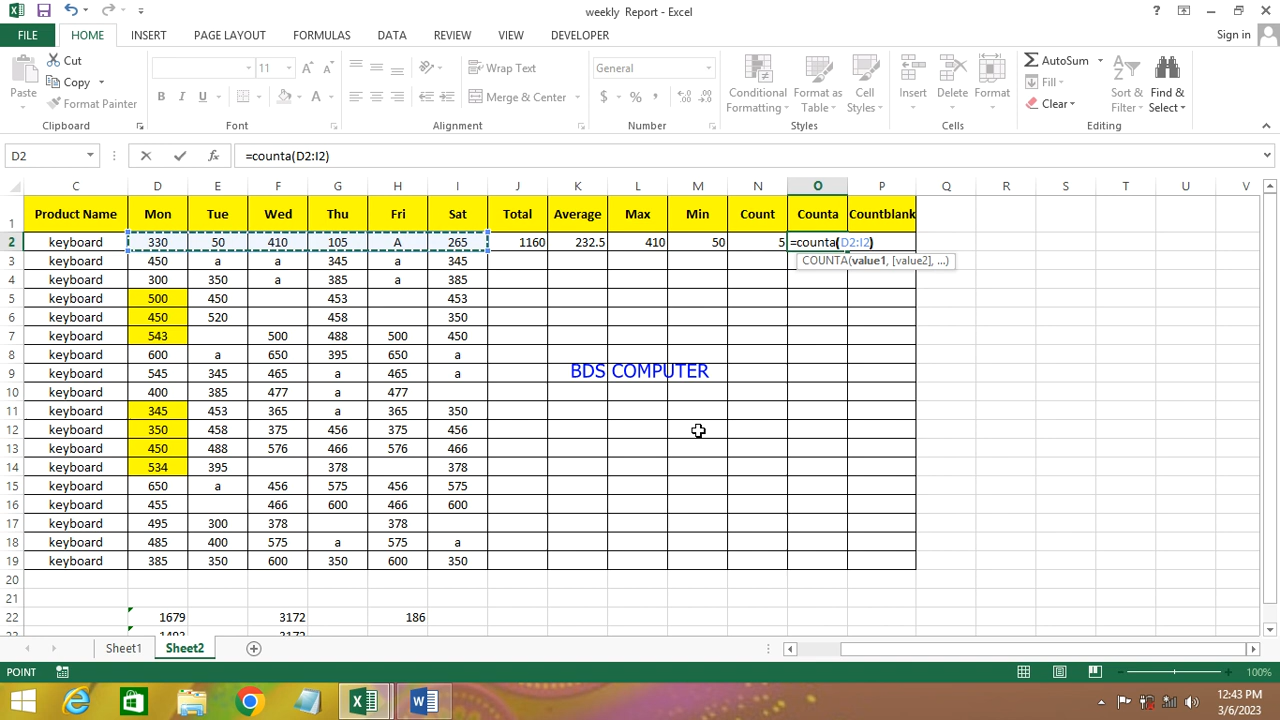 weekly Report - Excel
FILE HOME INSERT PAGE LAYOUT FORMULAS DATA REVIEW VIEW DEVELOPER Sign in
Cut
Copy
Format Painter
Paste
Clipboard
11 A A
B I U A
Font
Wrap Text
Merge & Center
Alignment
General
$ % ,
Number
Conditional Formatting
Format as Table
Cell Styles
Styles
Insert Delete Format
Cells
AutoSum
Fill
Clear
Sort & Filter
Find & Select
Editing
D2 fx =counta(D2:I2)
C D E F G H I J K L M N O P Q R S T U V
1 Product Name Mon Tue Wed Thu Fri Sat Total Average Max Min Count Counta Countblank
2 keyboard 330 50 410 105 A 265 1160 232.5 410 50 5 =counta(D2:I2)
COUNTA(value1, [value2], ...)
3 keyboard 450 a a 345 a 345
4 keyboard 300 350 a 385 a 385
5 keyboard 500 450 453 453
6 keyboard 450 520 458 350
7 keyboard 543 500 488 500 450
8 keyboard 600 a 650 395 650 a
9 keyboard 545 345 465 a 465 a
BDS COMPUTER
10 keyboard 400 385 477 a 477
11 keyboard 345 453 365 a 365 350
12 keyboard 350 458 375 456 375 456
13 keyboard 450 488 576 466 576 466
14 keyboard 534 395 378 378
15 keyboard 650 a 456 575 456 575
16 keyboard 455 466 600 466 600
17 keyboard 495 300 378 378
18 keyboard 485 400 575 a 575 a
19 keyboard 385 350 600 350 600 350
20
21
22 1679 3172 186
23 1493 3172
Sheet1 Sheet2
POINT 100%
12:43 PM
3/6/2023